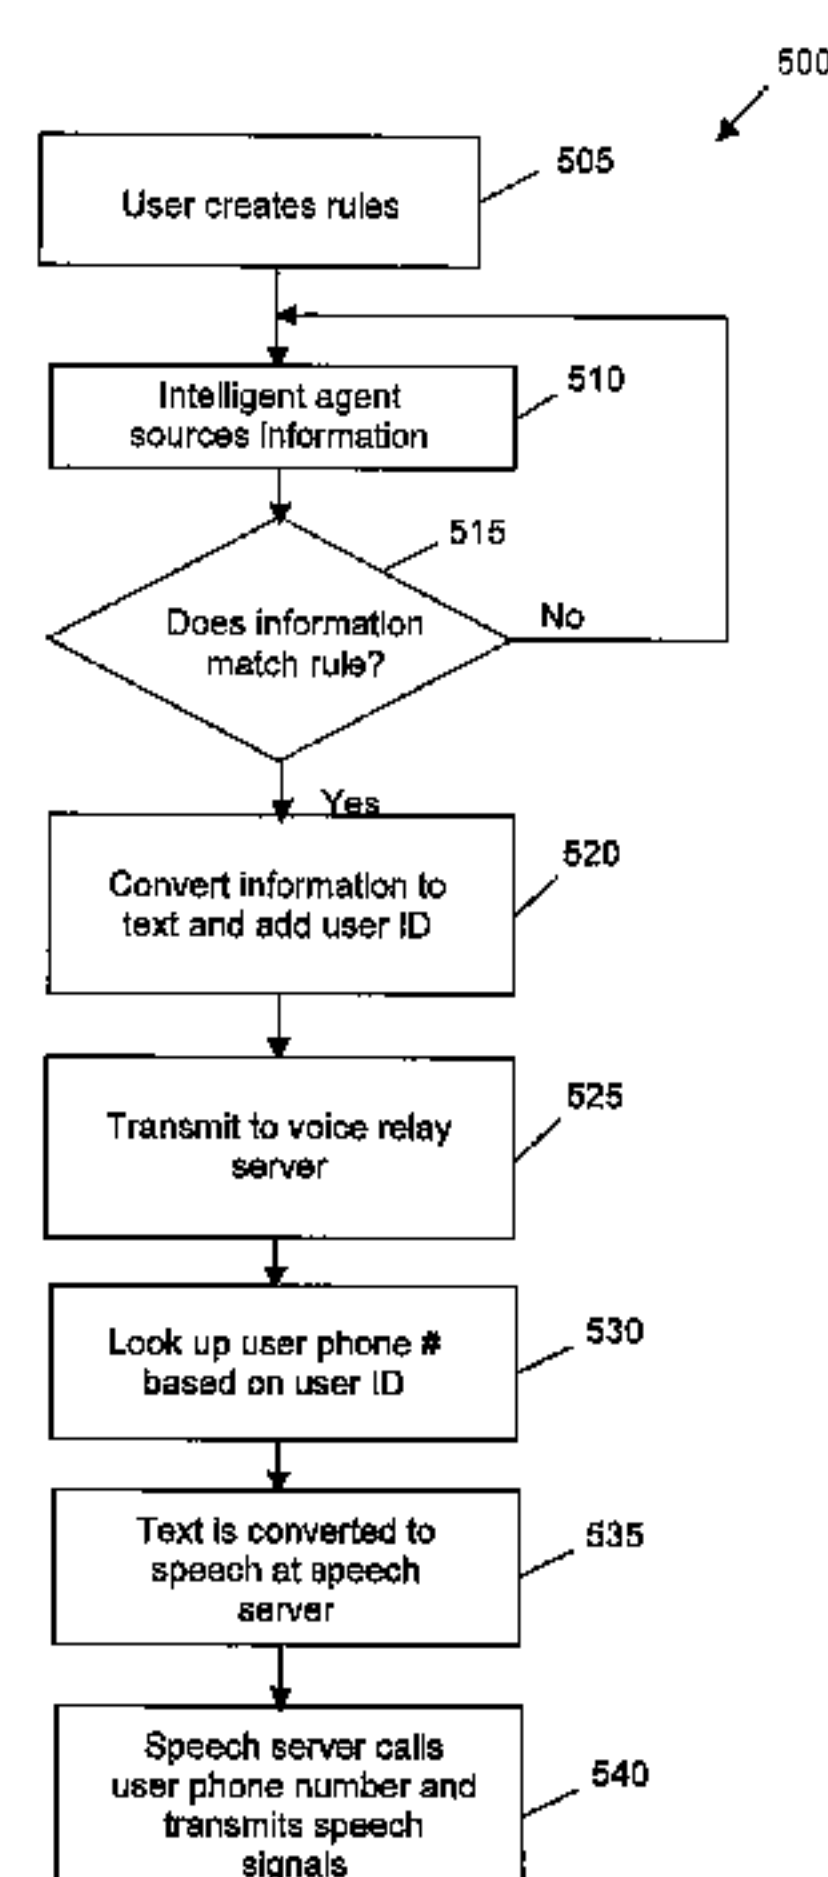 500
505
User creates rules
510
Intelligent agent
sources information
515
Does information
match rule?
No
Yes
520
Convert information to
text and add user ID
525
Transmit to voice relay
server
530
Look up user phone #
based on user ID
535
Text is converted to
speech at speech
server
540
Speech server calls
user phone number and
transmits speech
signals